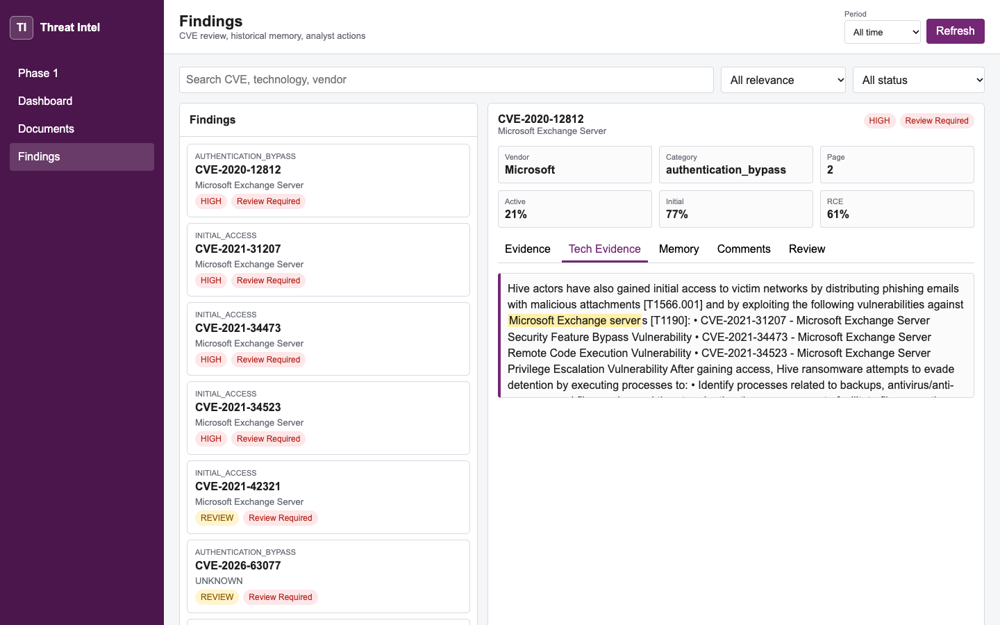 TI Threat Intel
Phase 1
Dashboard
Documents
Findings
Findings
CVE review, historical memory, analyst actions
Period
All time
Refresh
Search CVE, technology, vendor
All relevance
All status
Findings
AUTHENTICATION_BYPASS
CVE-2020-12812
Microsoft Exchange Server
HIGH Review Required
INITIAL_ACCESS
CVE-2021-31207
Microsoft Exchange Server
HIGH Review Required
INITIAL_ACCESS
CVE-2021-34473
Microsoft Exchange Server
HIGH Review Required
INITIAL_ACCESS
CVE-2021-34523
Microsoft Exchange Server
HIGH Review Required
INITIAL_ACCESS
CVE-2021-42321
Microsoft Exchange Server
REVIEW Review Required
AUTHENTICATION_BYPASS
CVE-2026-63077
UNKNOWN
REVIEW Review Required
CVE-2020-12812
Microsoft Exchange Server
HIGH Review Required
Vendor
Microsoft
Category
authentication_bypass
Page
2
Active
21%
Initial
77%
RCE
61%
Evidence Tech Evidence Memory Comments Review
Hive actors have also gained initial access to victim networks by distributing phishing emails
with malicious attachments [T1566.001] and by exploiting the following vulnerabilities against
Microsoft Exchange servers [T1190]: • CVE-2021-31207 - Microsoft Exchange Server
Security Feature Bypass Vulnerability • CVE-2021-34473 - Microsoft Exchange Server
Remote Code Execution Vulnerability • CVE-2021-34523 - Microsoft Exchange Server
Privilege Escalation Vulnerability After gaining access, Hive ransomware attempts to evade
detention by executing processes to: • Identify processes related to backups, antivirus/anti-